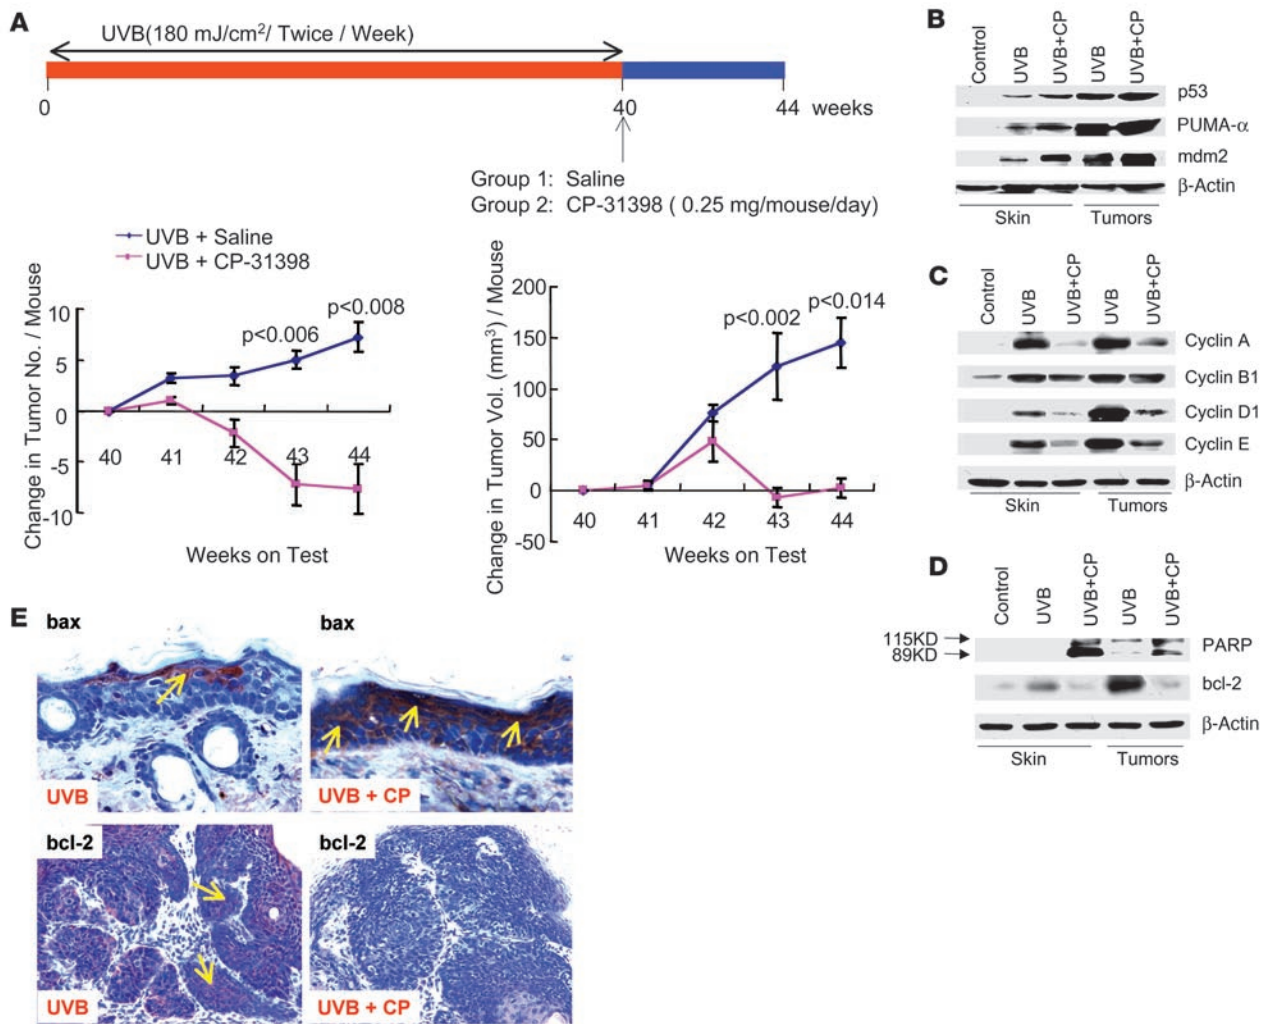 A
UVB(180 mJ/cm²/ Twice / Week)
0
40
44 weeks
Group 1: Saline
Group 2: CP-31398 ( 0.25 mg/mouse/day)
UVB + Saline
UVB + CP-31398
Change in Tumor No. / Mouse
10
5
0
-5
-10
p<0.006
p<0.008
40 41 42 43 44
Weeks on Test
Change in Tumor Vol. (mm³) / Mouse
200
150
100
50
0
-50
p<0.002
p<0.014
40 41 42 43 44
Weeks on Test
B
Control UVB UVB+CP UVB UVB+CP
p53
PUMA-α
mdm2
β-Actin
Skin Tumors
C
Control UVB UVB+CP UVB UVB+CP
Cyclin A
Cyclin B1
Cyclin D1
Cyclin E
β-Actin
Skin Tumors
D
Control UVB UVB+CP UVB UVB+CP
115KD
89KD
PARP
bcl-2
β-Actin
Skin Tumors
E
bax
UVB
bax
UVB + CP
bcl-2
UVB
bcl-2
UVB + CP